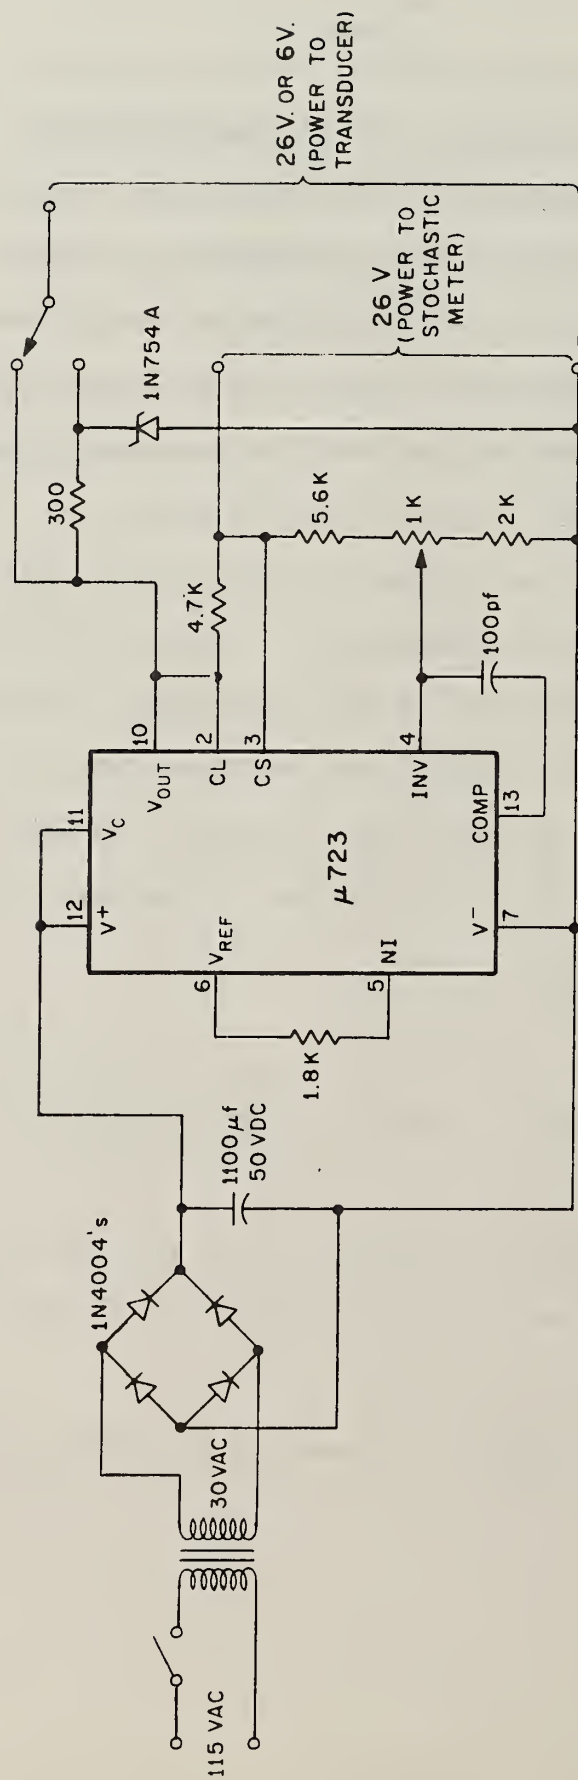 115 VAC
30VAC
1N4004's
1100µf
50 VDC
12
V+
11
VC
6
VREF
1.8K
5
NI
µ723
10
VOUT
2
CL
3
CS
4
INV
13
COMP
7
V-
300
1N754A
4.7K
5.6K
1K
2K
100pf
26V. OR 6V.
(POWER TO
TRANSDUCER)
26 V
(POWER TO
STOCHASTIC
METER)